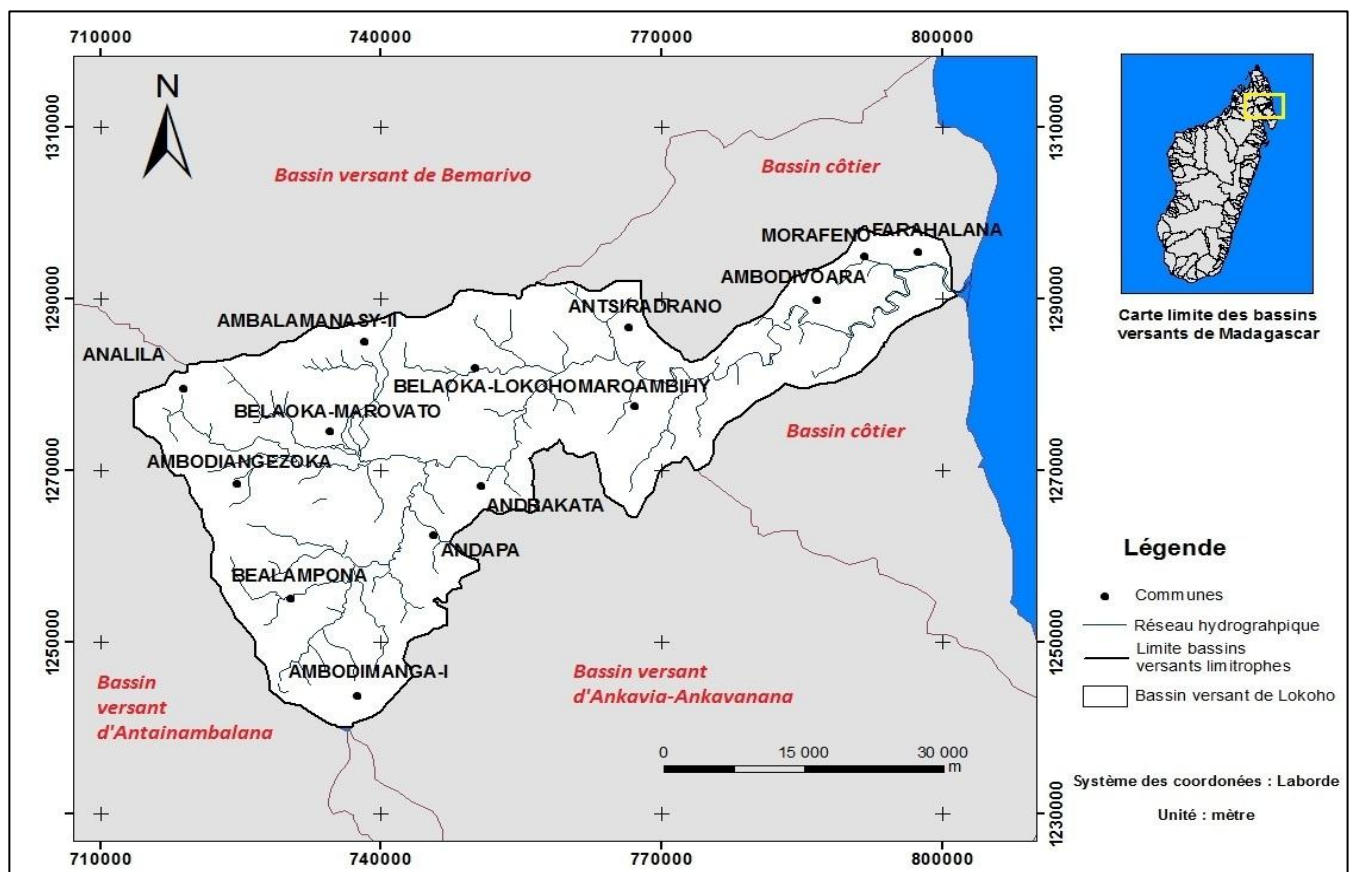 710000
740000
770000
800000
N
1310000
1310000
Bassin versant de Bemarivo
Bassin côtier
MORAFENO
FARAHALANA
AMBODIVOARA
1290000
1290000
ANTSIRADRANO
AMBALAMANASY-II
ANALILA
BELAOKA-LOKOHO
MAROAMBIHY
BELAOKA-MAROVATO
Bassin côtier
AMBODIANGEZOKA
1270000
1270000
ANDRAKATA
ANDAPA
BEALAMPONA
1250000
1250000
AMBODIMANGA-I
Bassin
versant
d'Antainambalana
Bassin versant
d'Ankavia-Ankavanana
0
15 000
30 000
m
1230000
1230000
710000
740000
770000
800000
Carte limite des bassins
versants de Madagascar
Légende
Communes
Réseau hydrograhpique
Limite bassins
versants limitrophes
Bassin versant de Lokoho
Système des coordonées : Laborde
Unité : mètre